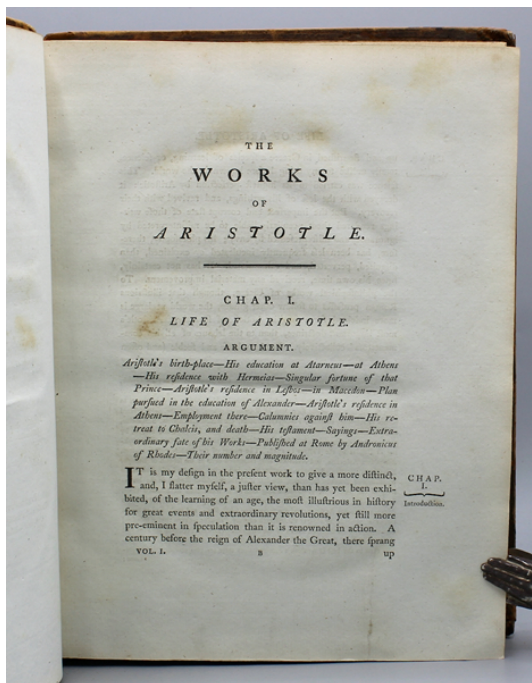 THE
WORKS
OF
ARISTOTLE.
CHAP. I.
LIFE OF ARISTOTLE.
ARGUMENT.
Ariſtotle's birth-place—His education at Atarneus—at Athens
—His reſidence with Hermeias—Singular fortune of that
Prince—Ariſtotle's reſidence in Leſbos—in Macedon—Plan
purſued in the education of Alexander—Ariſtotle's reſidence in
Athens—Employment there—Calumnies againſt him—His re-
treat to Chalcis, and death—His teſtament—Sayings—Extra-
ordinary fate of his Works—Publiſhed at Rome by Andronicus
of Rhodes—Their number and magnitude.
IT is my deſign in the preſent work to give a more diſtinct,
and, I flatter myſelf, a juſter view, than has yet been exhi-
bited, of the learning of an age, the moſt illuſtrious in hiſtory
for great events and extraordinary revolutions, yet ſtill more
pre-eminent in ſpeculation than it is renowned in action. A
century before the reign of Alexander the Great, there ſprang
CHAP.
I.
Introduction.
VOL. I. B up